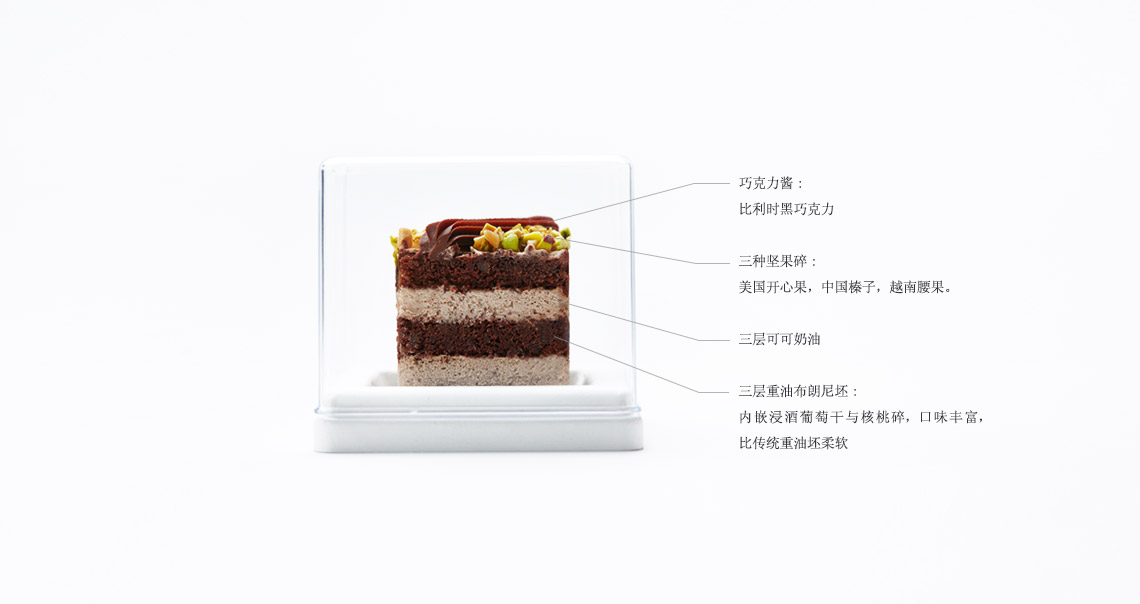 巧克力酱：
比利时黑巧克力
三种坚果碎：
美国开心果，中国榛子，越南腰果。
三层可可奶油
三层重油布朗尼坯：
内嵌浸酒葡萄干与核桃碎，口味丰富，
比传统重油坯柔软